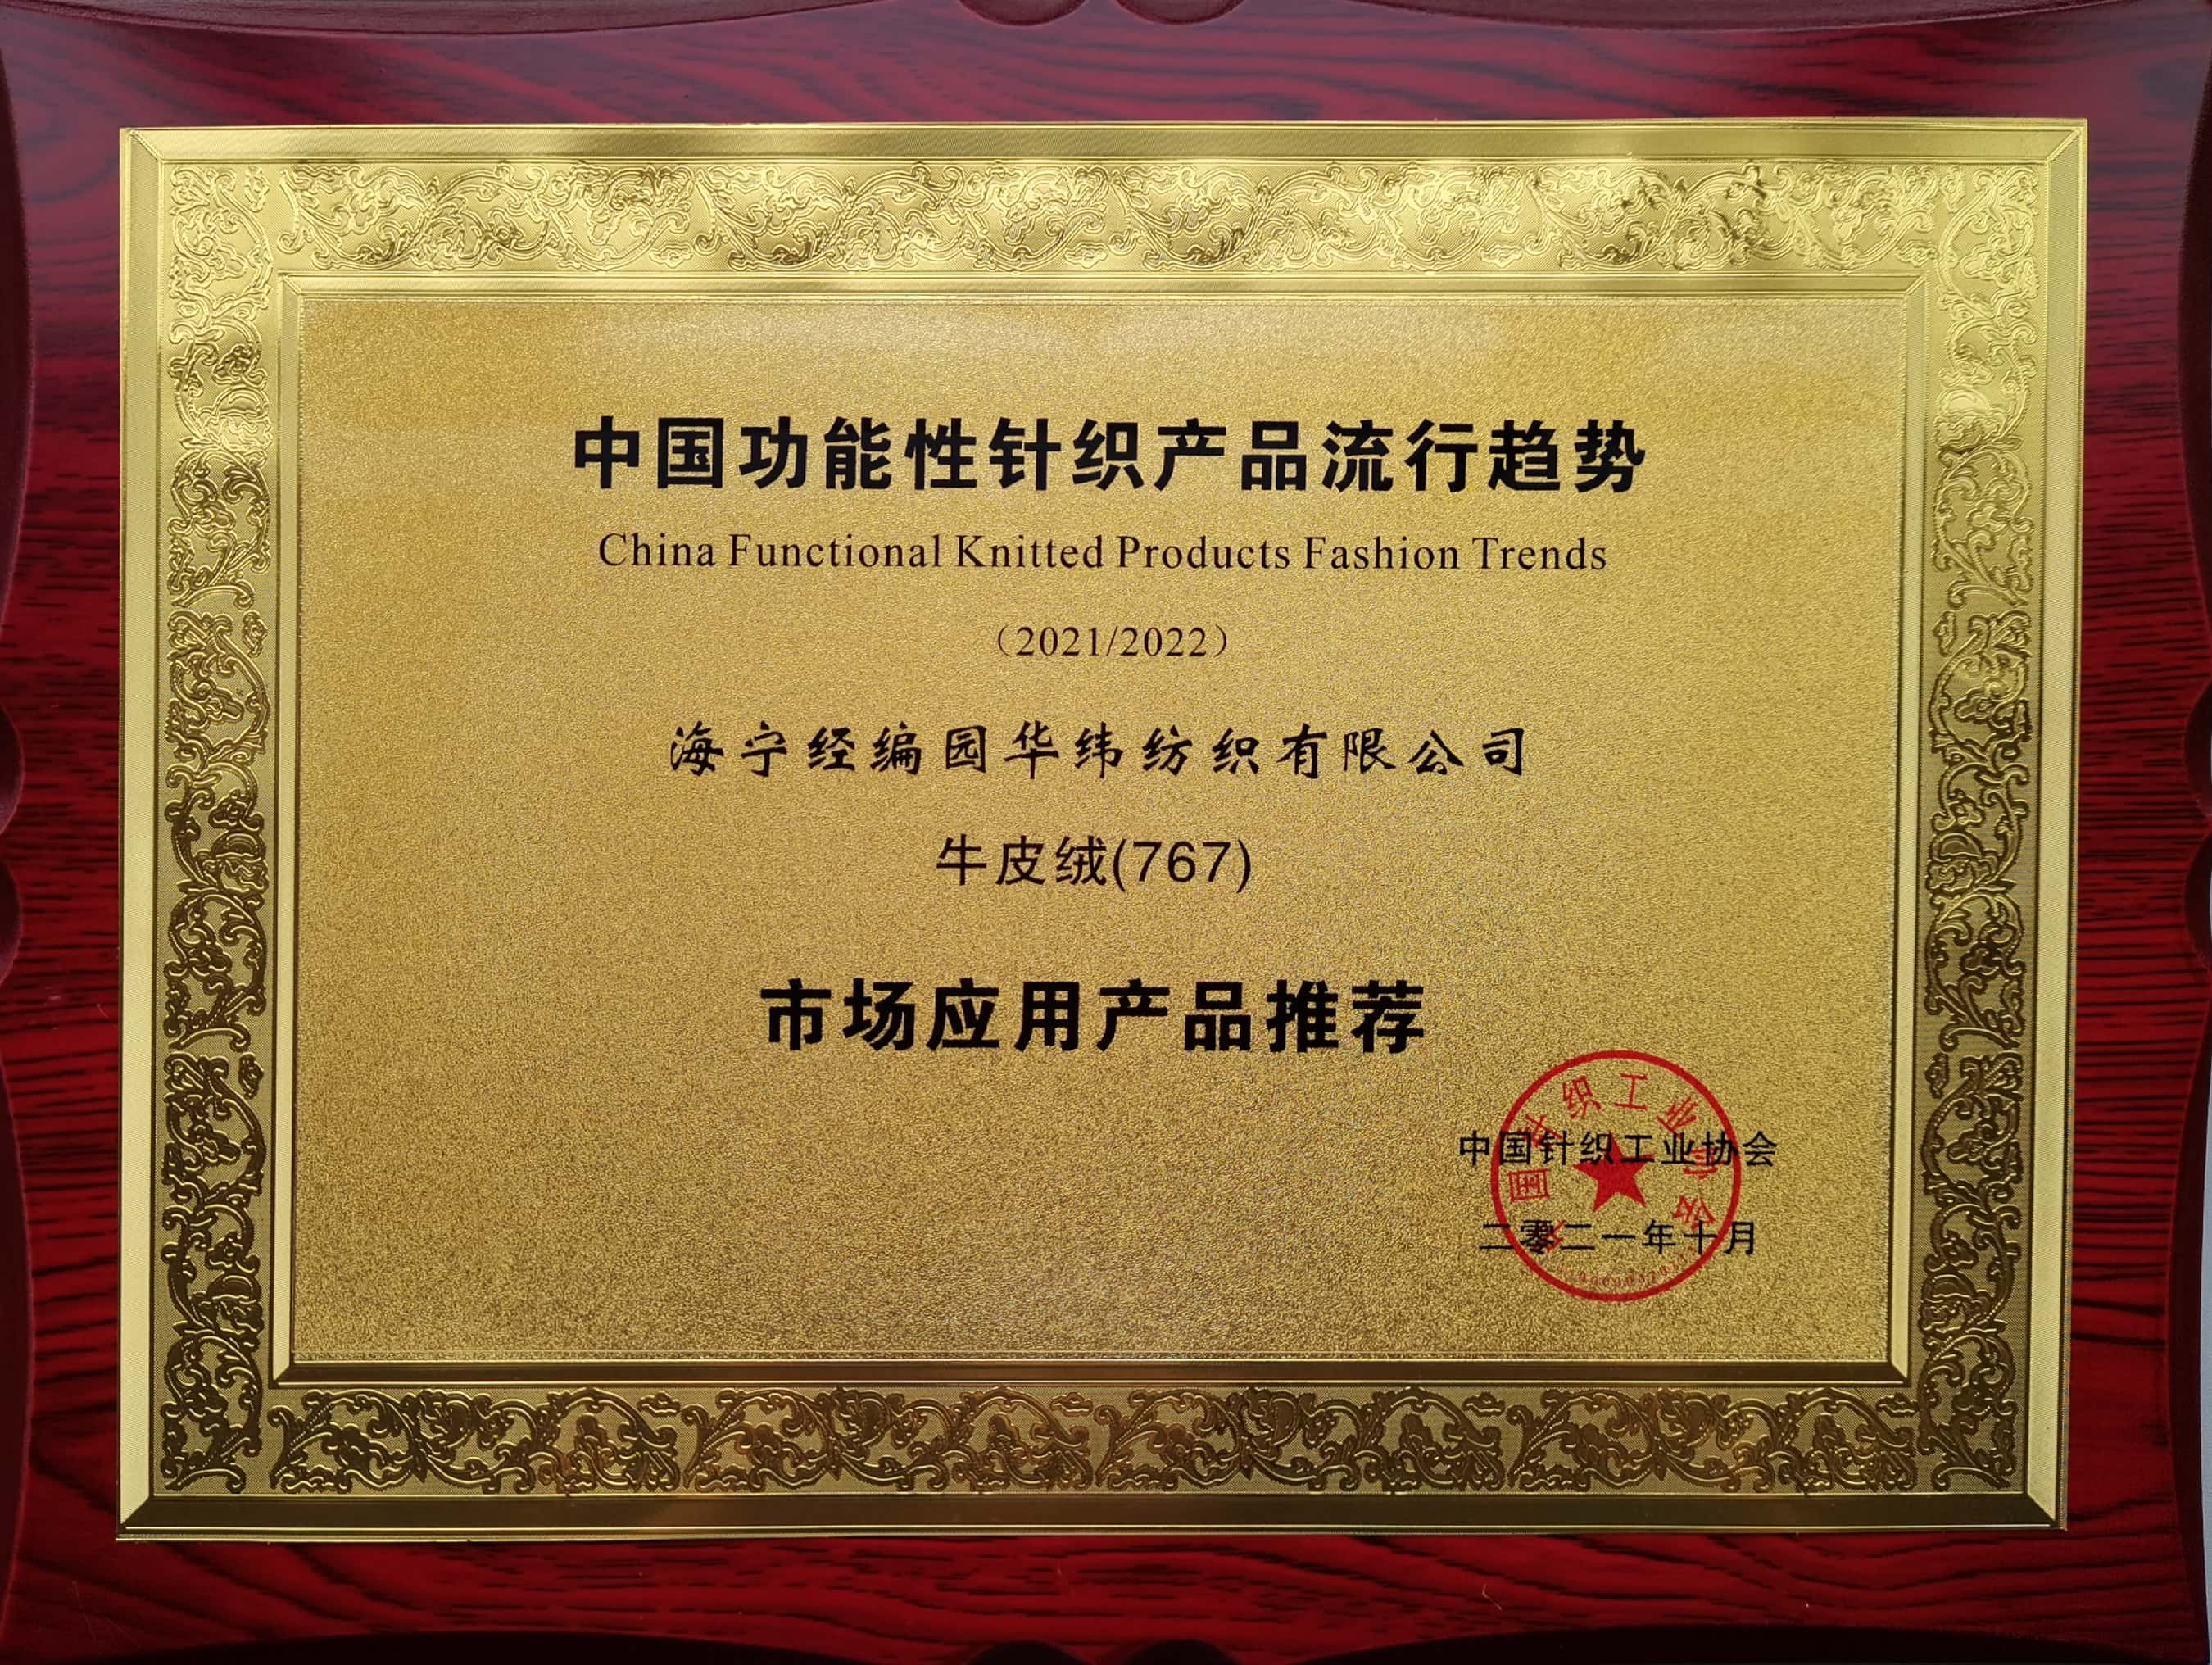 中国功能性针织产品流行趋势
China Functional Knitted Products Fashion Trends
（2021/2022）
海宁经编园华纬纺织有限公司
牛皮绒(767)
市场应用产品推荐
中国针织工业协会
二零二一年十月